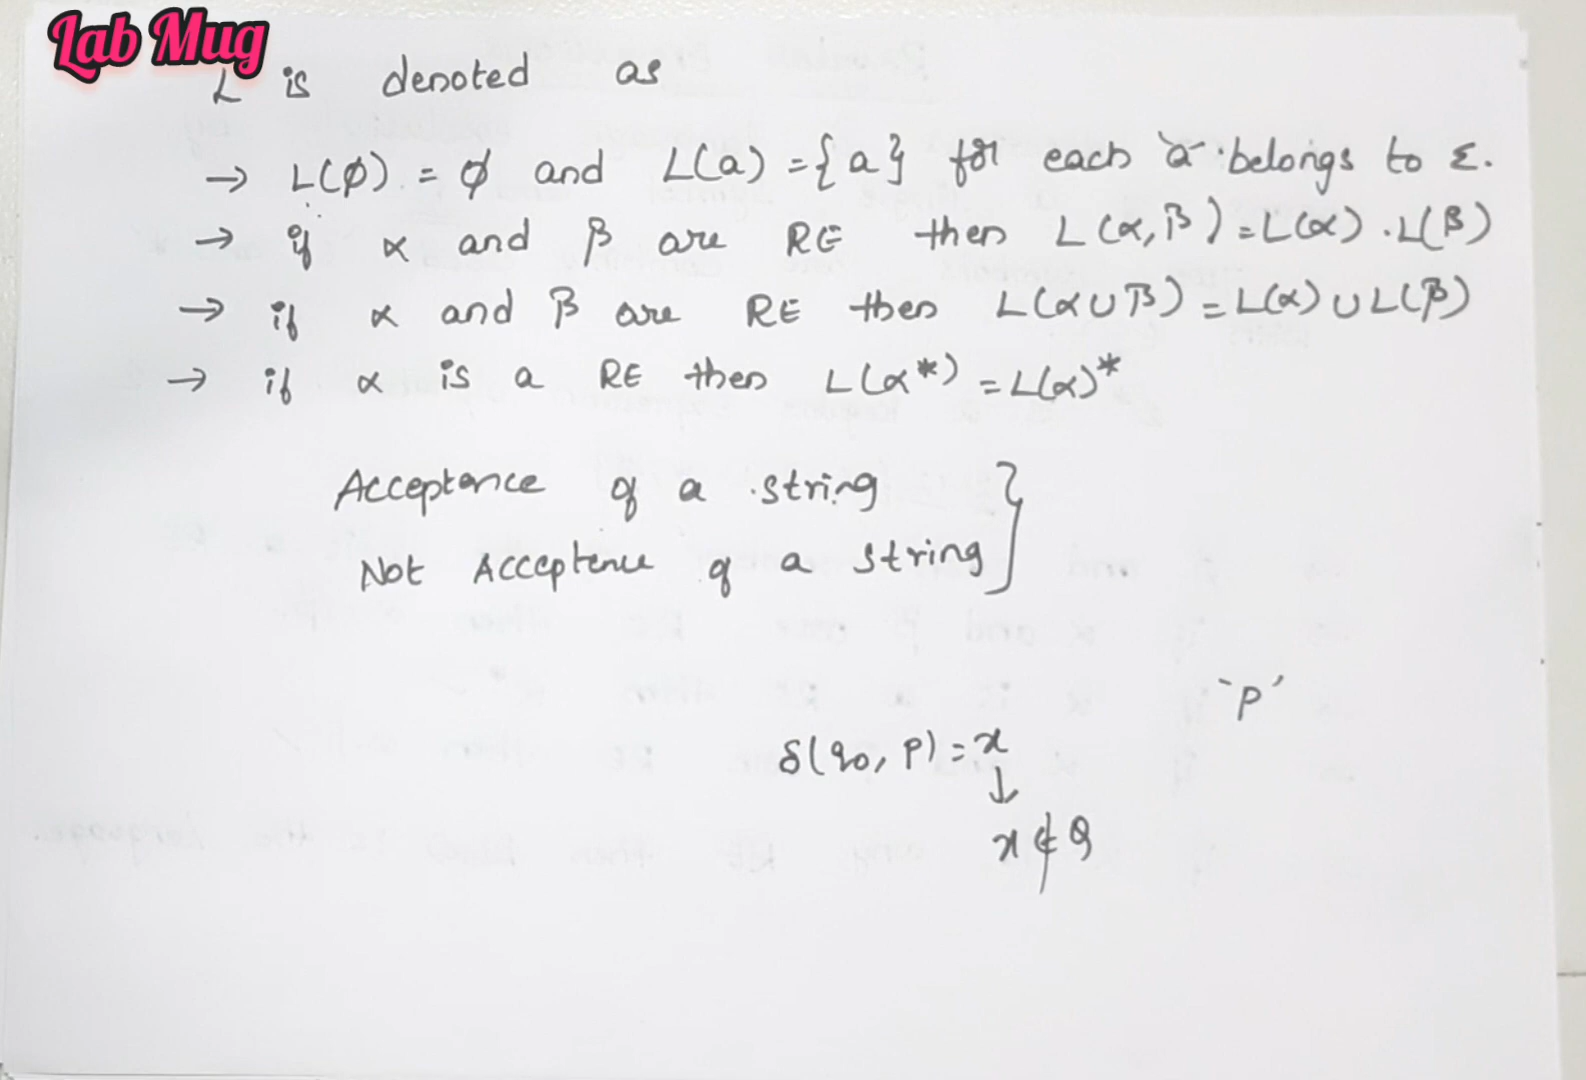 Lab Mug
L is denoted as
→ L(φ) = φ and L(a) = {a} for each 'a' belongs to Σ.
→ if α and β are RE then L(α,β) = L(α).L(β)
→ if α and β are RE then L(α∪β) = L(α)∪L(β)
→ if α is a RE then L(α*) = L(α)*
Acceptance of a string
Not Acceptence of a string
'P'
δ(q0, P) = x
↓
x ∉ Q